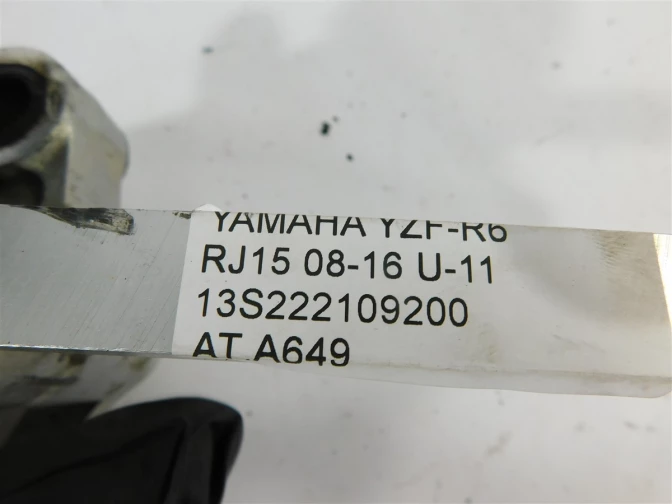 YAMAHA YZF-R6
RJ15 08-16 U-11
13S222109200
AT A649